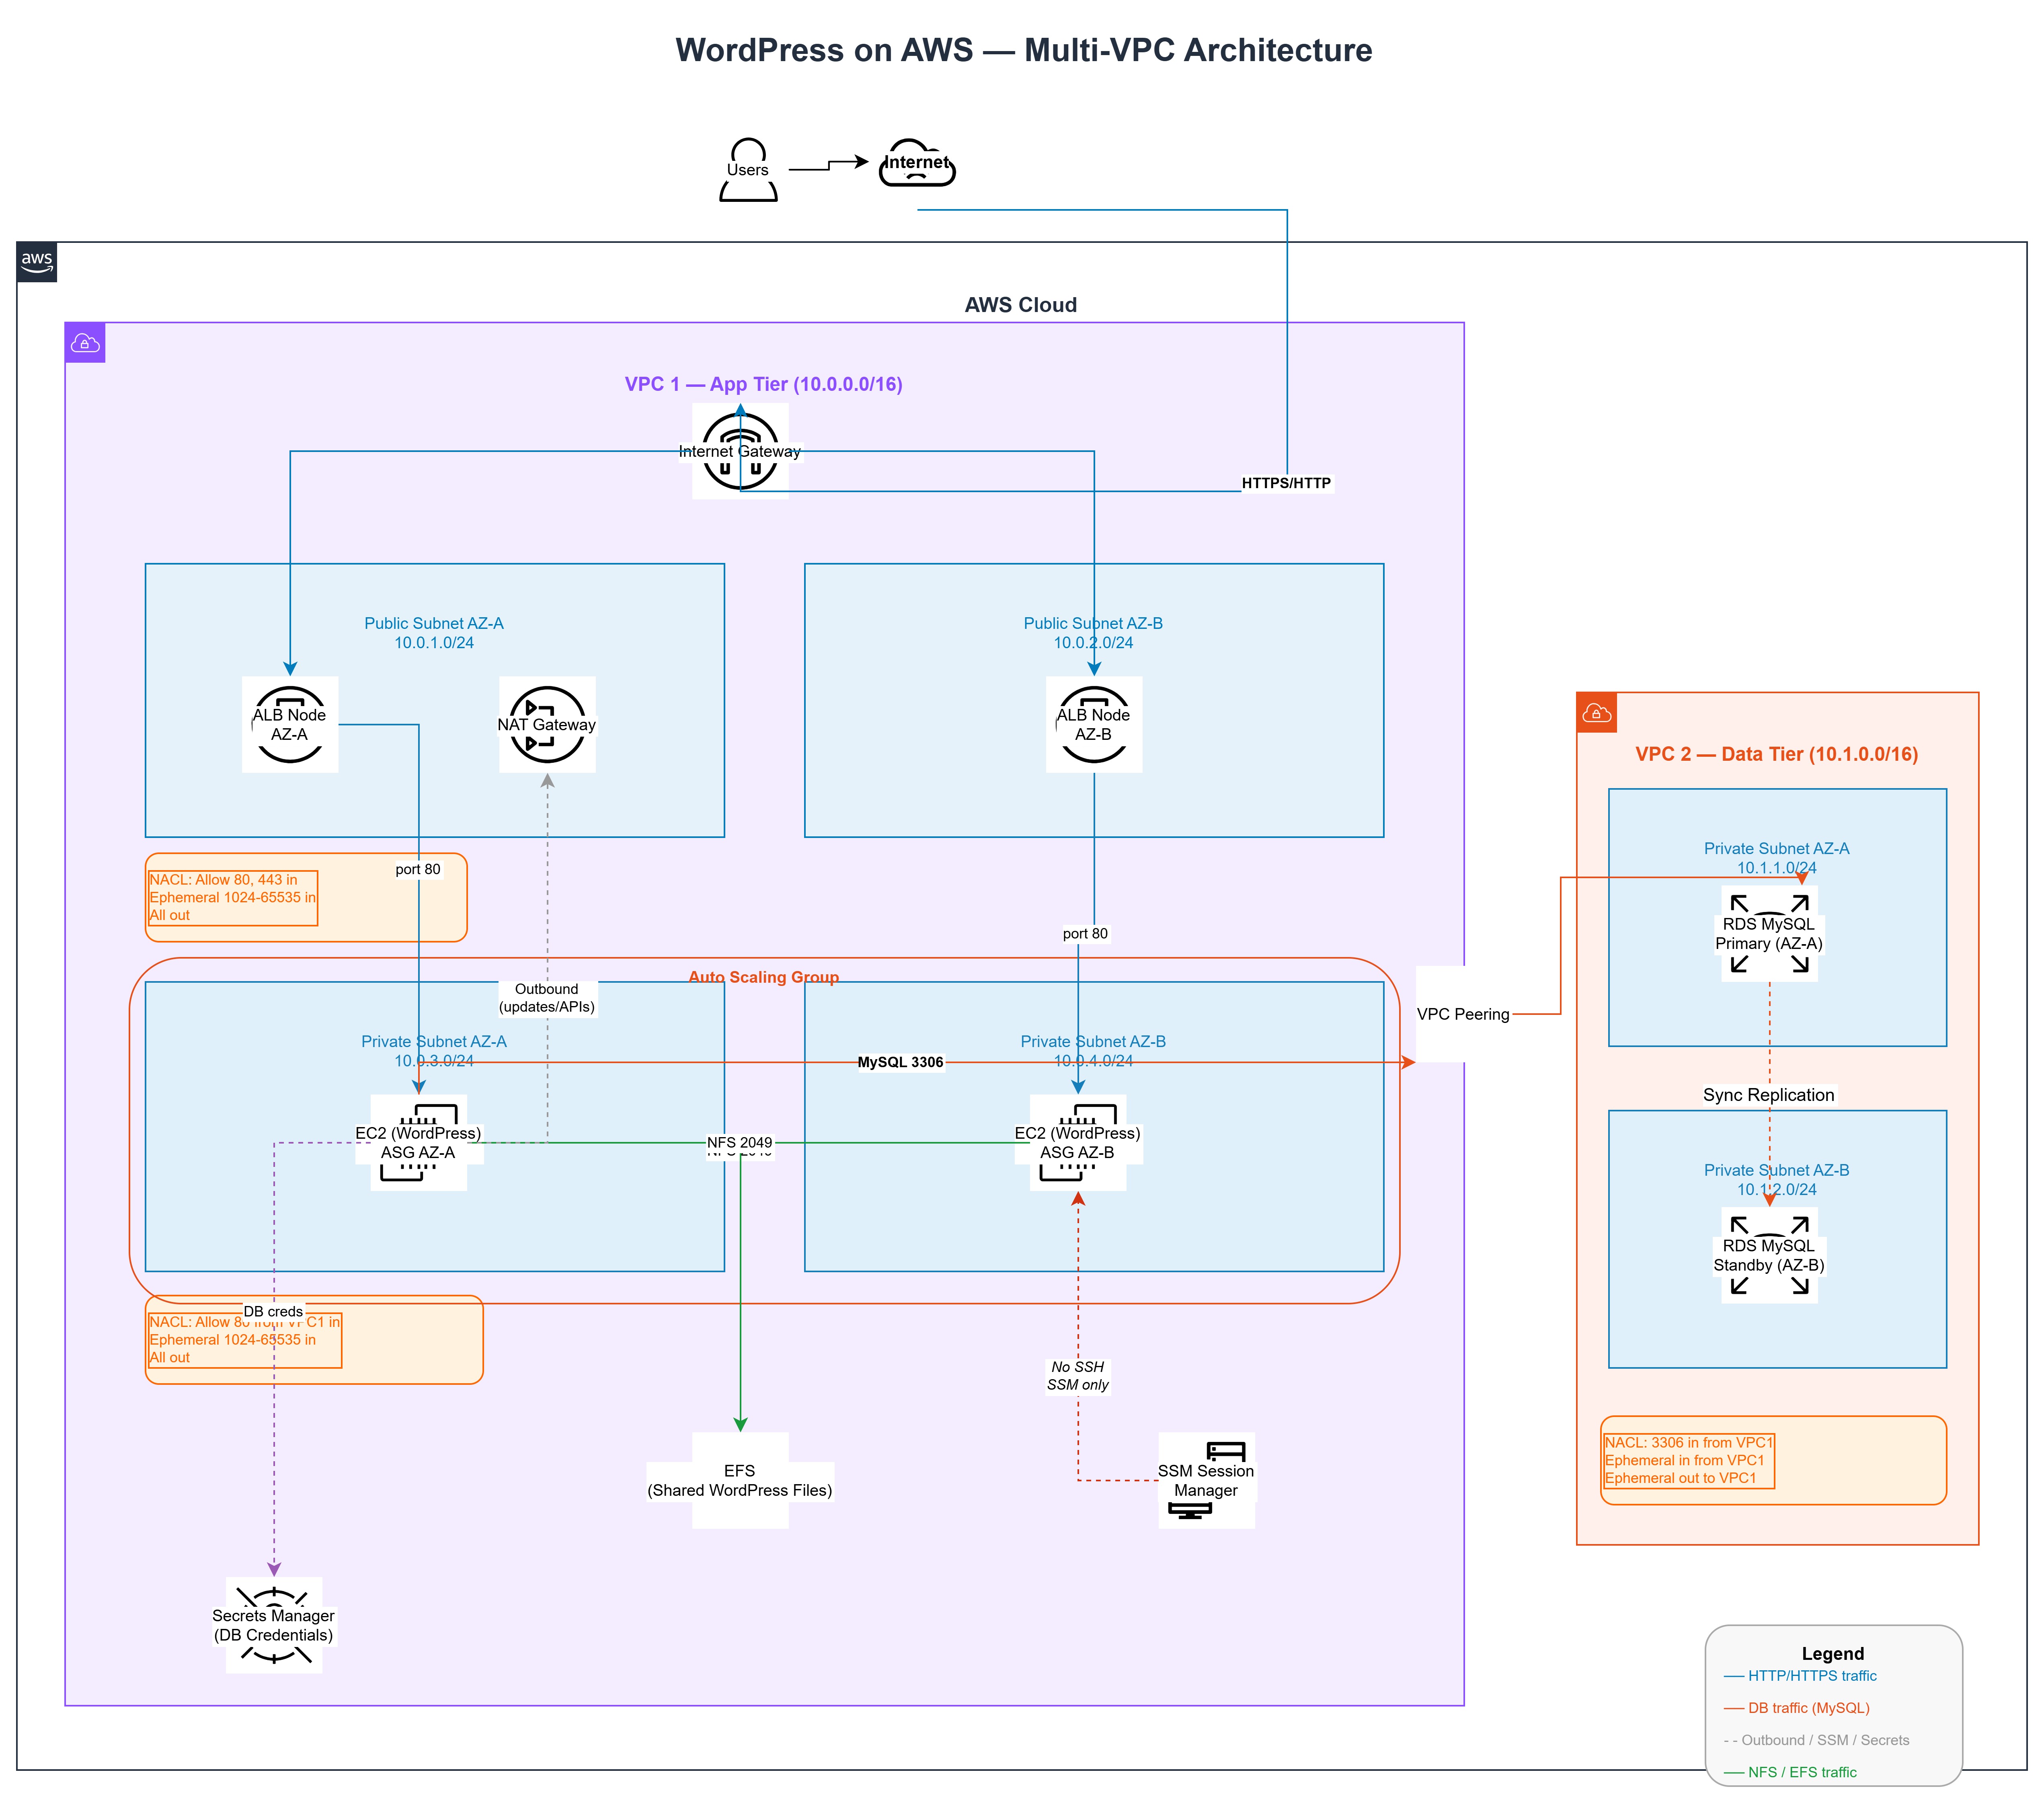 WordPress on AWS — Multi-VPC Architecture
Users
Internet
aws
AWS Cloud
VPC 1 — App Tier (10.0.0.0/16)
Internet Gateway
HTTPS/HTTP
Public Subnet AZ-A
10.0.1.0/24
Public Subnet AZ-B
10.0.2.0/24
ALB Node
AZ-A
NAT Gateway
ALB Node
AZ-B
VPC 2 — Data Tier (10.1.0.0/16)
Private Subnet AZ-A
10.1.1.0/24
RDS MySQL
Primary (AZ-A)
port 80
NACL: Allow 80, 443 in
Ephemeral 1024-65535 in
All out
port 80
Auto Scaling Group
Outbound
(updates/APIs)
VPC Peering
Private Subnet AZ-A
10.0.3.0/24
MySQL 3306
Private Subnet AZ-B
10.0.4.0/24
EC2 (WordPress)
ASG AZ-A
NFS 2049
NFS 2049
EC2 (WordPress)
ASG AZ-B
Sync Replication
Private Subnet AZ-B
10.1.2.0/24
RDS MySQL
Standby (AZ-B)
DB creds
NACL: Allow 80 from VPC1 in
Ephemeral 1024-65535 in
All out
No SSH
SSM only
EFS
(Shared WordPress Files)
SSM Session
Manager
NACL: 3306 in from VPC1
Ephemeral in from VPC1
Ephemeral out to VPC1
Secrets Manager
(DB Credentials)
Legend
── HTTP/HTTPS traffic
── DB traffic (MySQL)
- - Outbound / SSM / Secrets
── NFS / EFS traffic